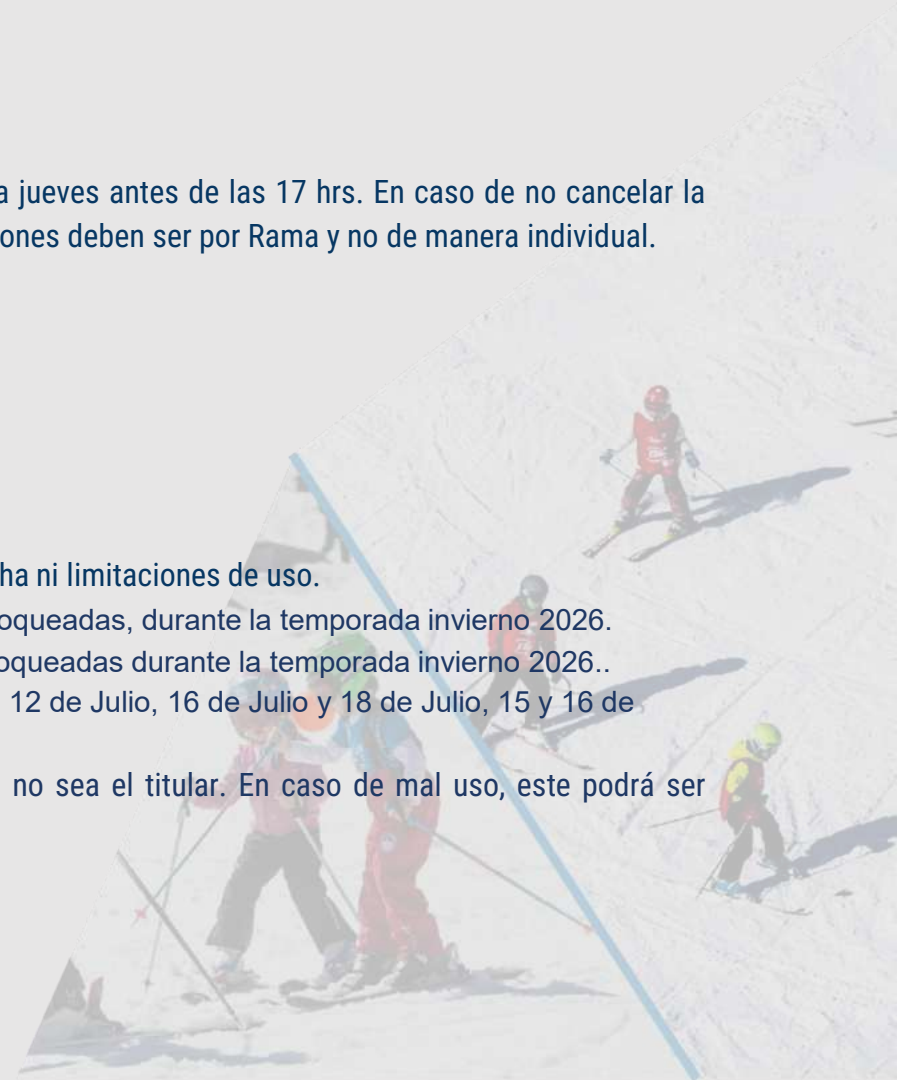 a jueves antes de las 17 hrs. En caso de no cancelar la
ones deben ser por Rama y no de manera individual.
ha ni limitaciones de uso.
oqueadas, durante la temporada invierno 2026.
oqueadas durante la temporada invierno 2026..
12 de Julio, 16 de Julio y 18 de Julio, 15 y 16 de
no sea el titular. En caso de mal uso, este podrá ser